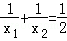 1/x₁ + 1/x₂ = 1/2